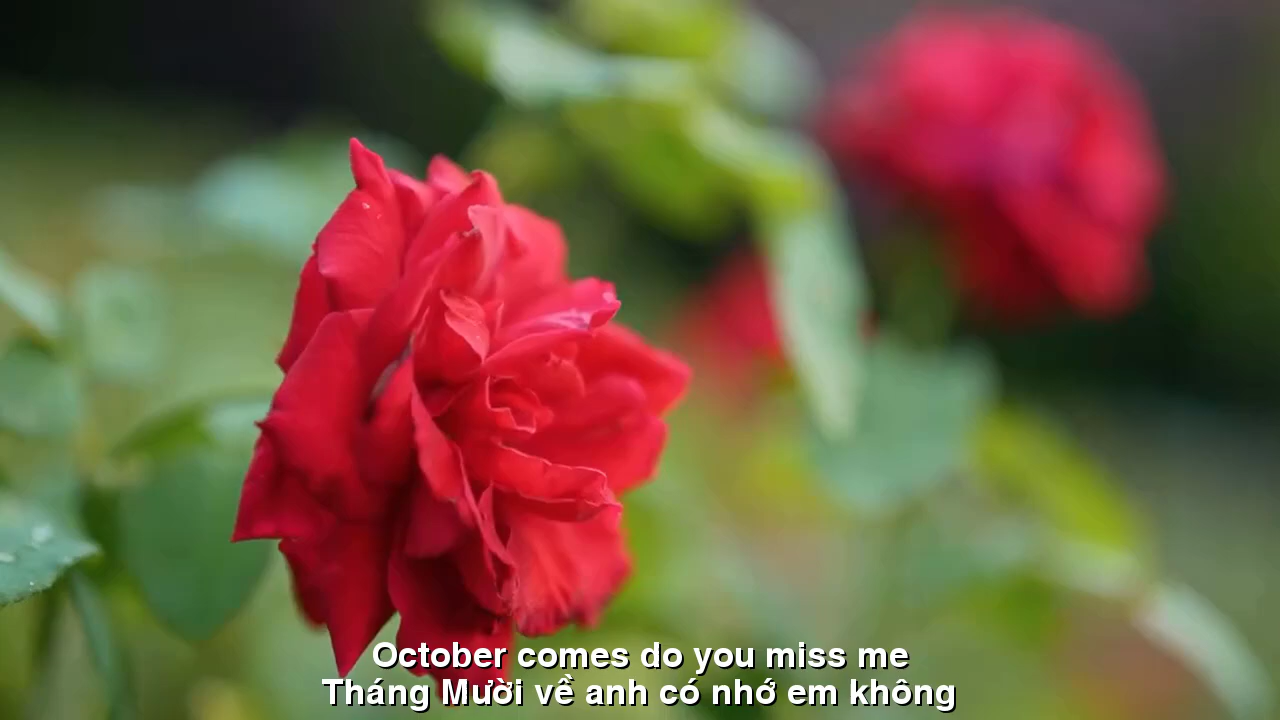 October comes do you miss me
Tháng Mười về anh có nhớ em không